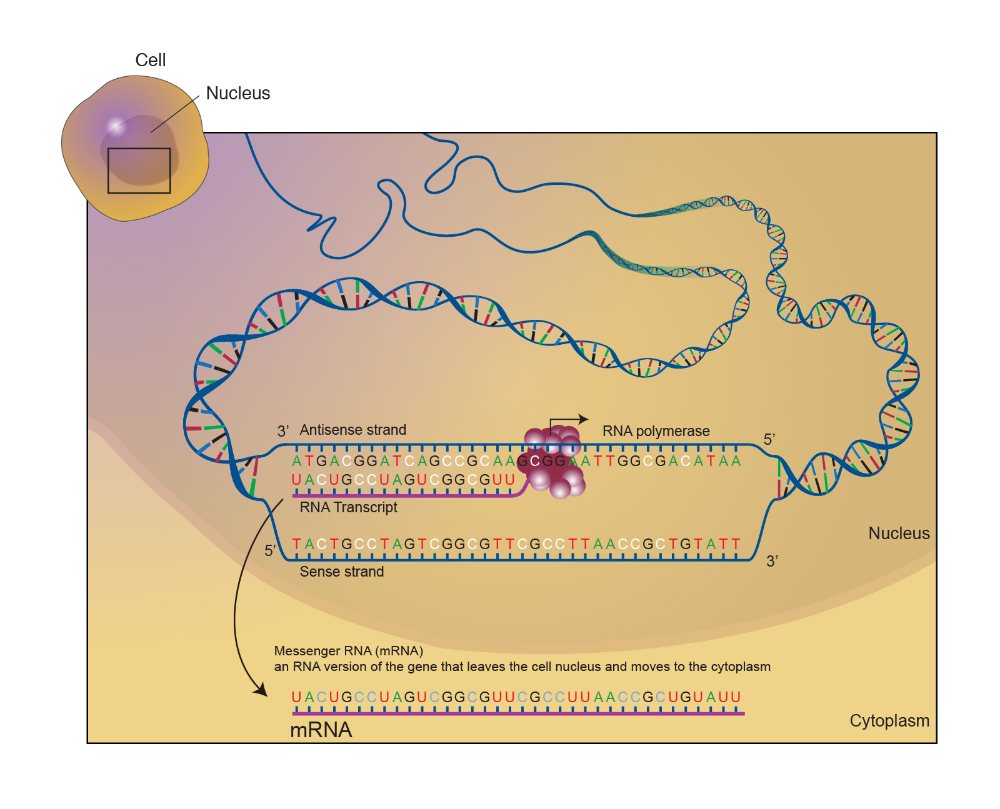 Cell
Nucleus
3’ Antisense strand RNA polymerase 5’
ATGACGGATCAGCCGCAAGCGGAATTGGCGACATAA
UACUGCCUAGUCGGCGUU
RNA Transcript
Nucleus
TACTGCCTAGTCGGCGTTCGCCTTAACCGCTGTATT
5’ 3’
Sense strand
Messenger RNA (mRNA)
an RNA version of the gene that leaves the cell nucleus and moves to the cytoplasm
UACUGCCUAGUCGGCGUUCGCCUUAACCGCUGUAUU
mRNA
Cytoplasm